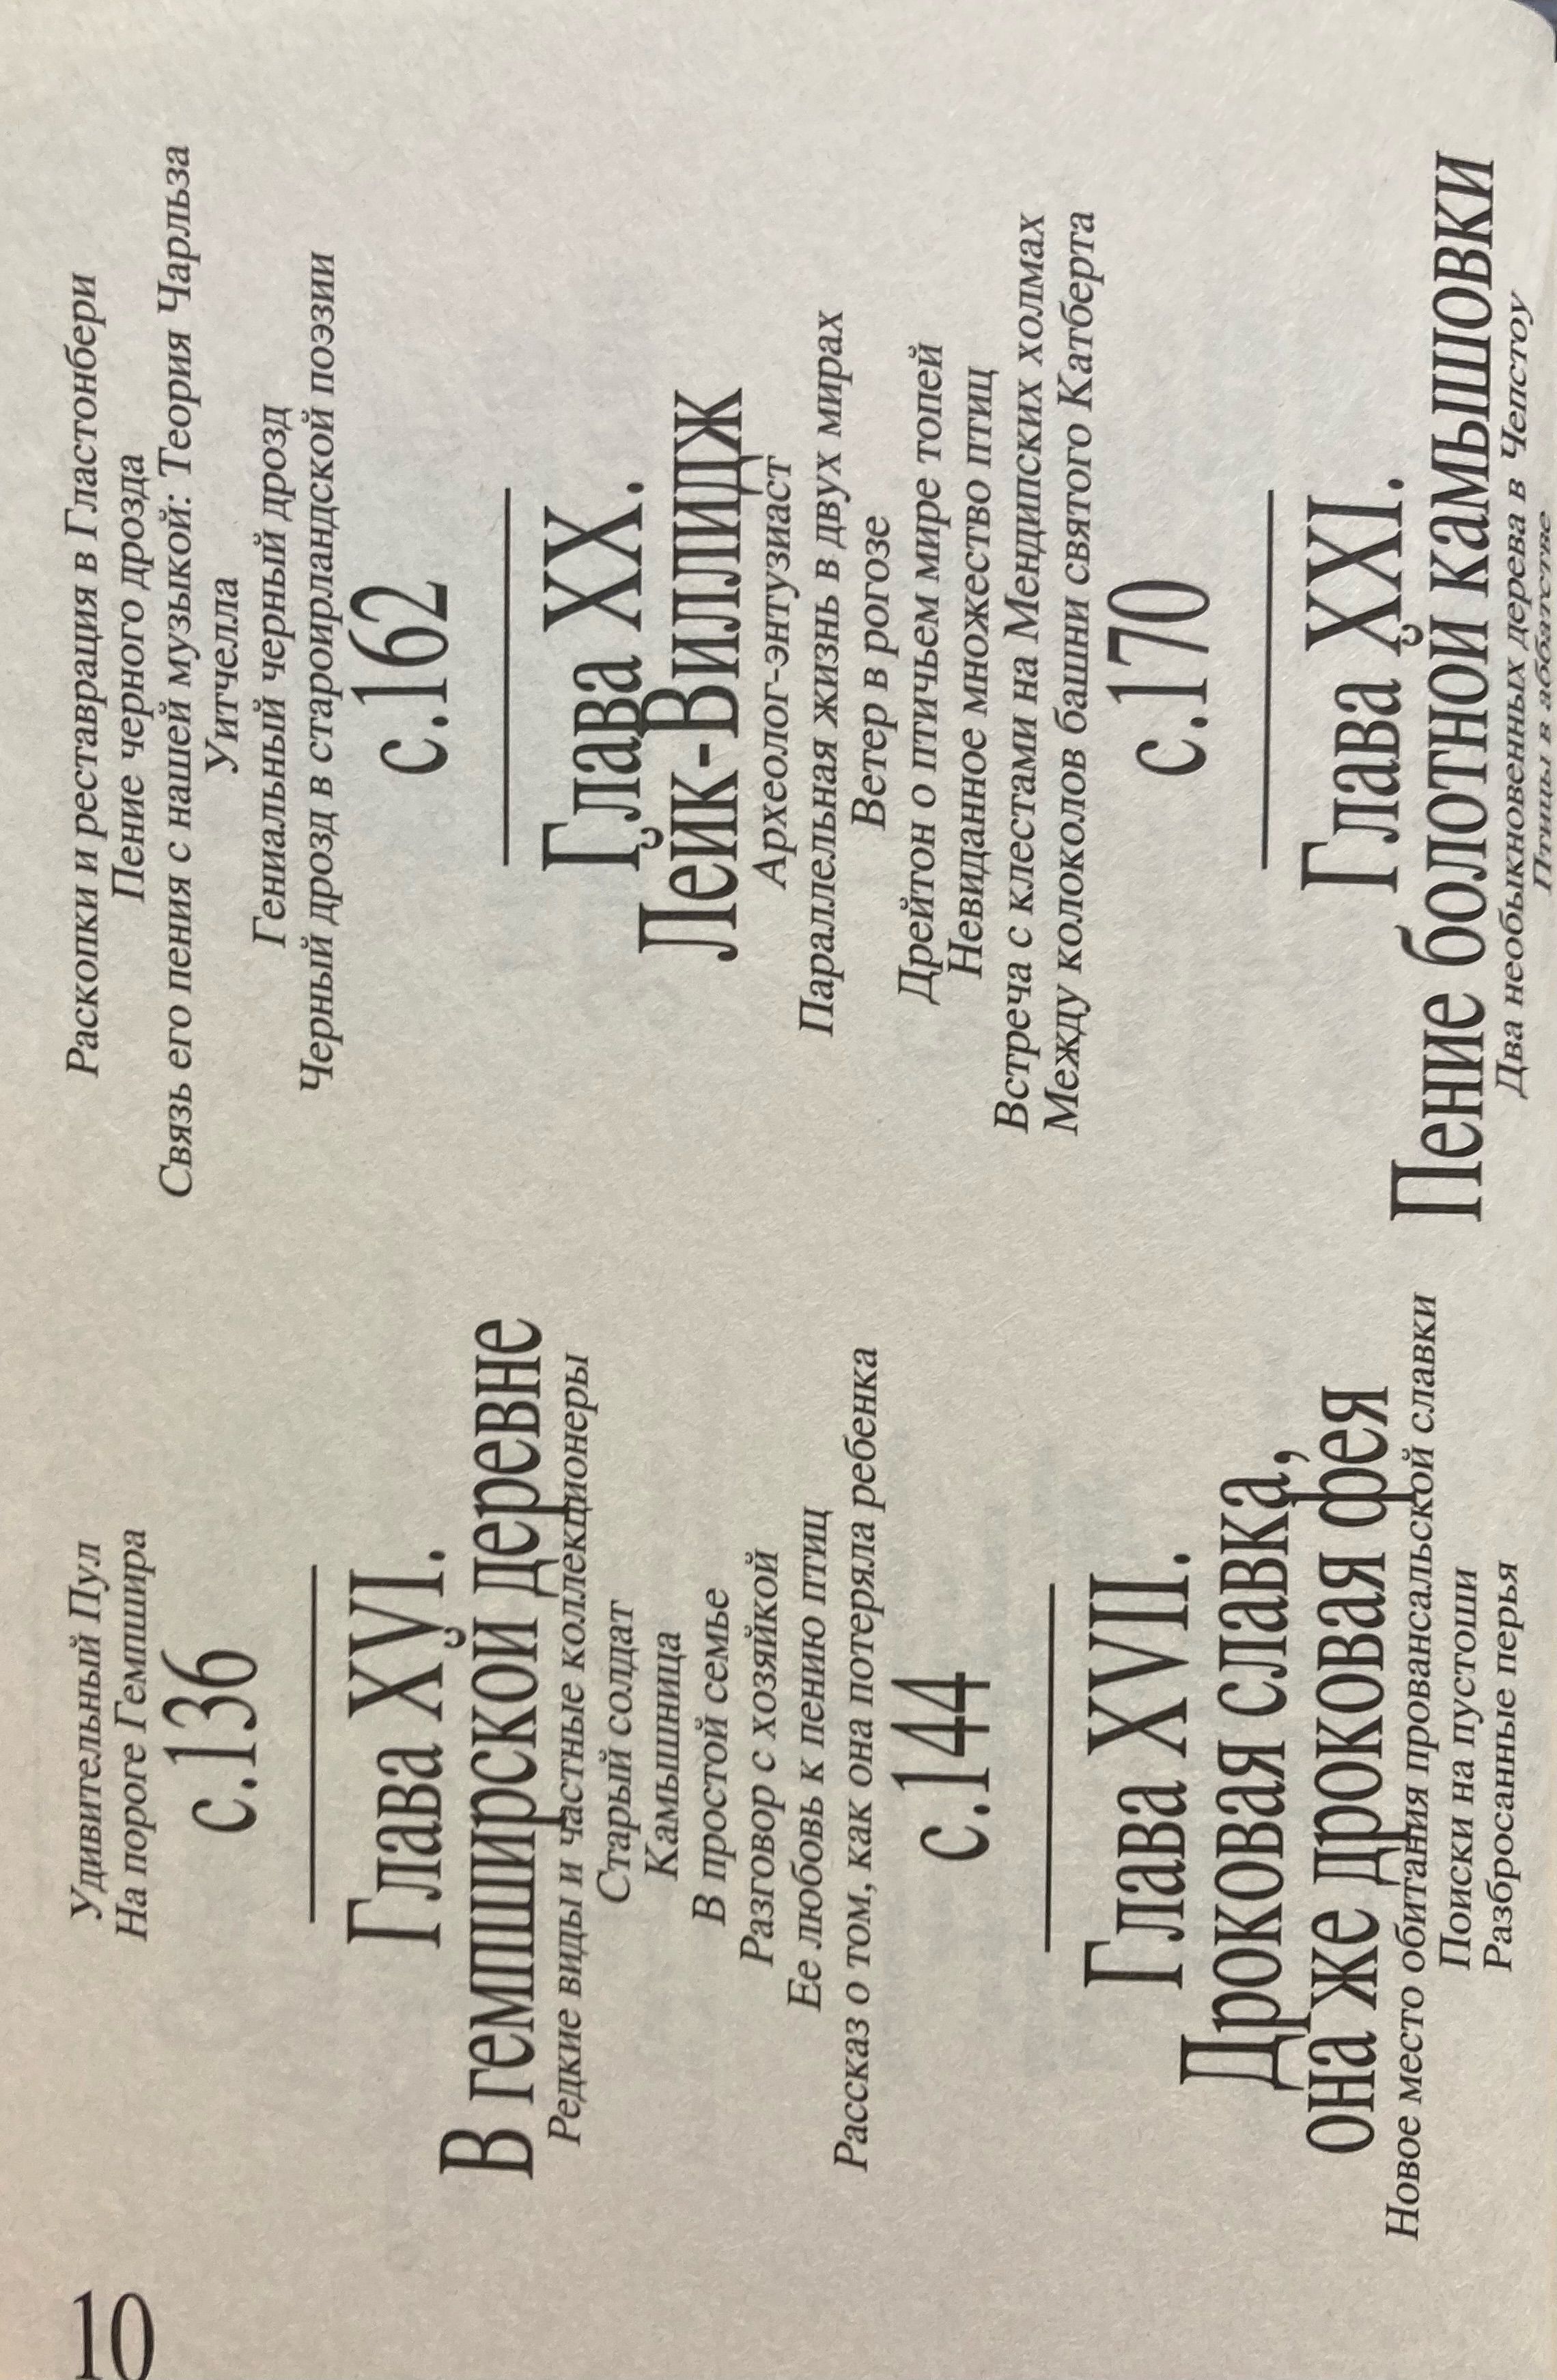 10
Удивительный Пул
На пороге Гемпшира
с.136
Глава XVI.
В гемпширской деревне
Редкие виды и частные коллекционеры
Старый солдат
Камышница
В простой семье
Разговор с хозяйкой
Ее любовь к пению птиц
Рассказ о том, как она потеряла ребенка
с.144
Глава XVII.
Дроковая славка,
она же дроковая фея
Новое место обитания провансальской славки
Поиски на пустоши
Разбросанные перья
Раскопки и реставрация в Гластонбери
Пение черного дрозда
Связь его пения с нашей музыкой: Теория Чарльза
Уитчелла
Гениальный черный дрозд
Черный дрозд в староирландской поэзии
с.162
Глава XX.
Лейк-Виллидж
Археолог-энтузиаст
Параллельная жизнь в двух мирах
Ветер в рогозе
Дрейтон о птичьем мире топей
Невиданное множество птиц
Встреча с клестами на Мендипских холмах
Между колоколов башни святого Катберта
с.170
Глава XXI.
Пение болотной камышовки
Два необыкновенных дерева в Чепстоу
Птицы в аббатстве